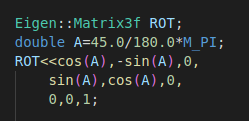 Eigen::Matrix3f ROT;
double A=45.0/180.0*M_PI;
ROT<<cos(A),-sin(A),0,
sin(A),cos(A),0,
0,0,1;